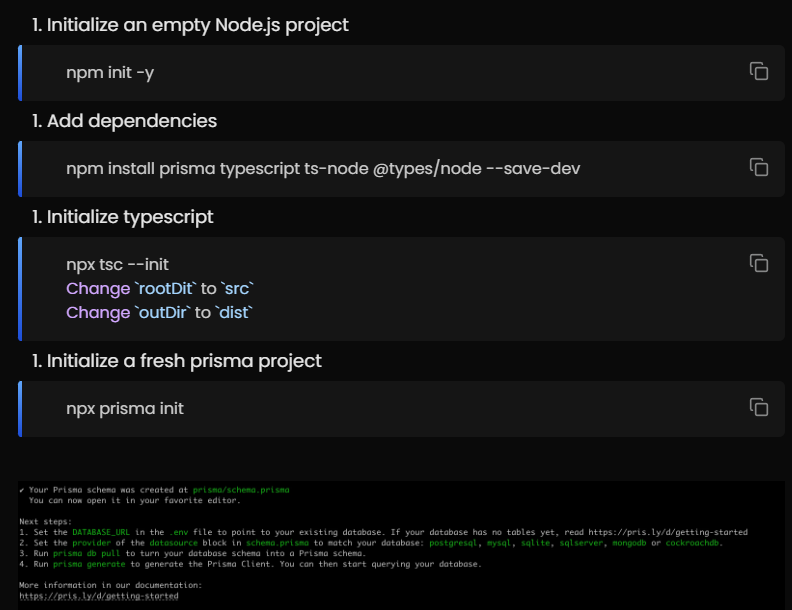 1. Initialize an empty Node.js project
npm init -y
1. Add dependencies
npm install prisma typescript ts-node @types/node --save-dev
1. Initialize typescript
npx tsc --init
Change `rootDit` to `src`
Change `outDir` to `dist`
1. Initialize a fresh prisma project
npx prisma init
✔ Your Prisma schema was created at prisma/schema.prisma
You can now open it in your favorite editor.
Next steps:
1. Set the DATABASE_URL in the .env file to point to your existing database. If your database has no tables yet, read https://pris.ly/d/getting-started
2. Set the provider of the datasource block in schema.prisma to match your database: postgresql, mysql, sqlite, sqlserver, mongodb or cockroachdb.
3. Run prisma db pull to turn your database schema into a Prisma schema.
4. Run prisma generate to generate the Prisma Client. You can then start querying your database.
More information in our documentation:
https://pris.ly/d/getting-started